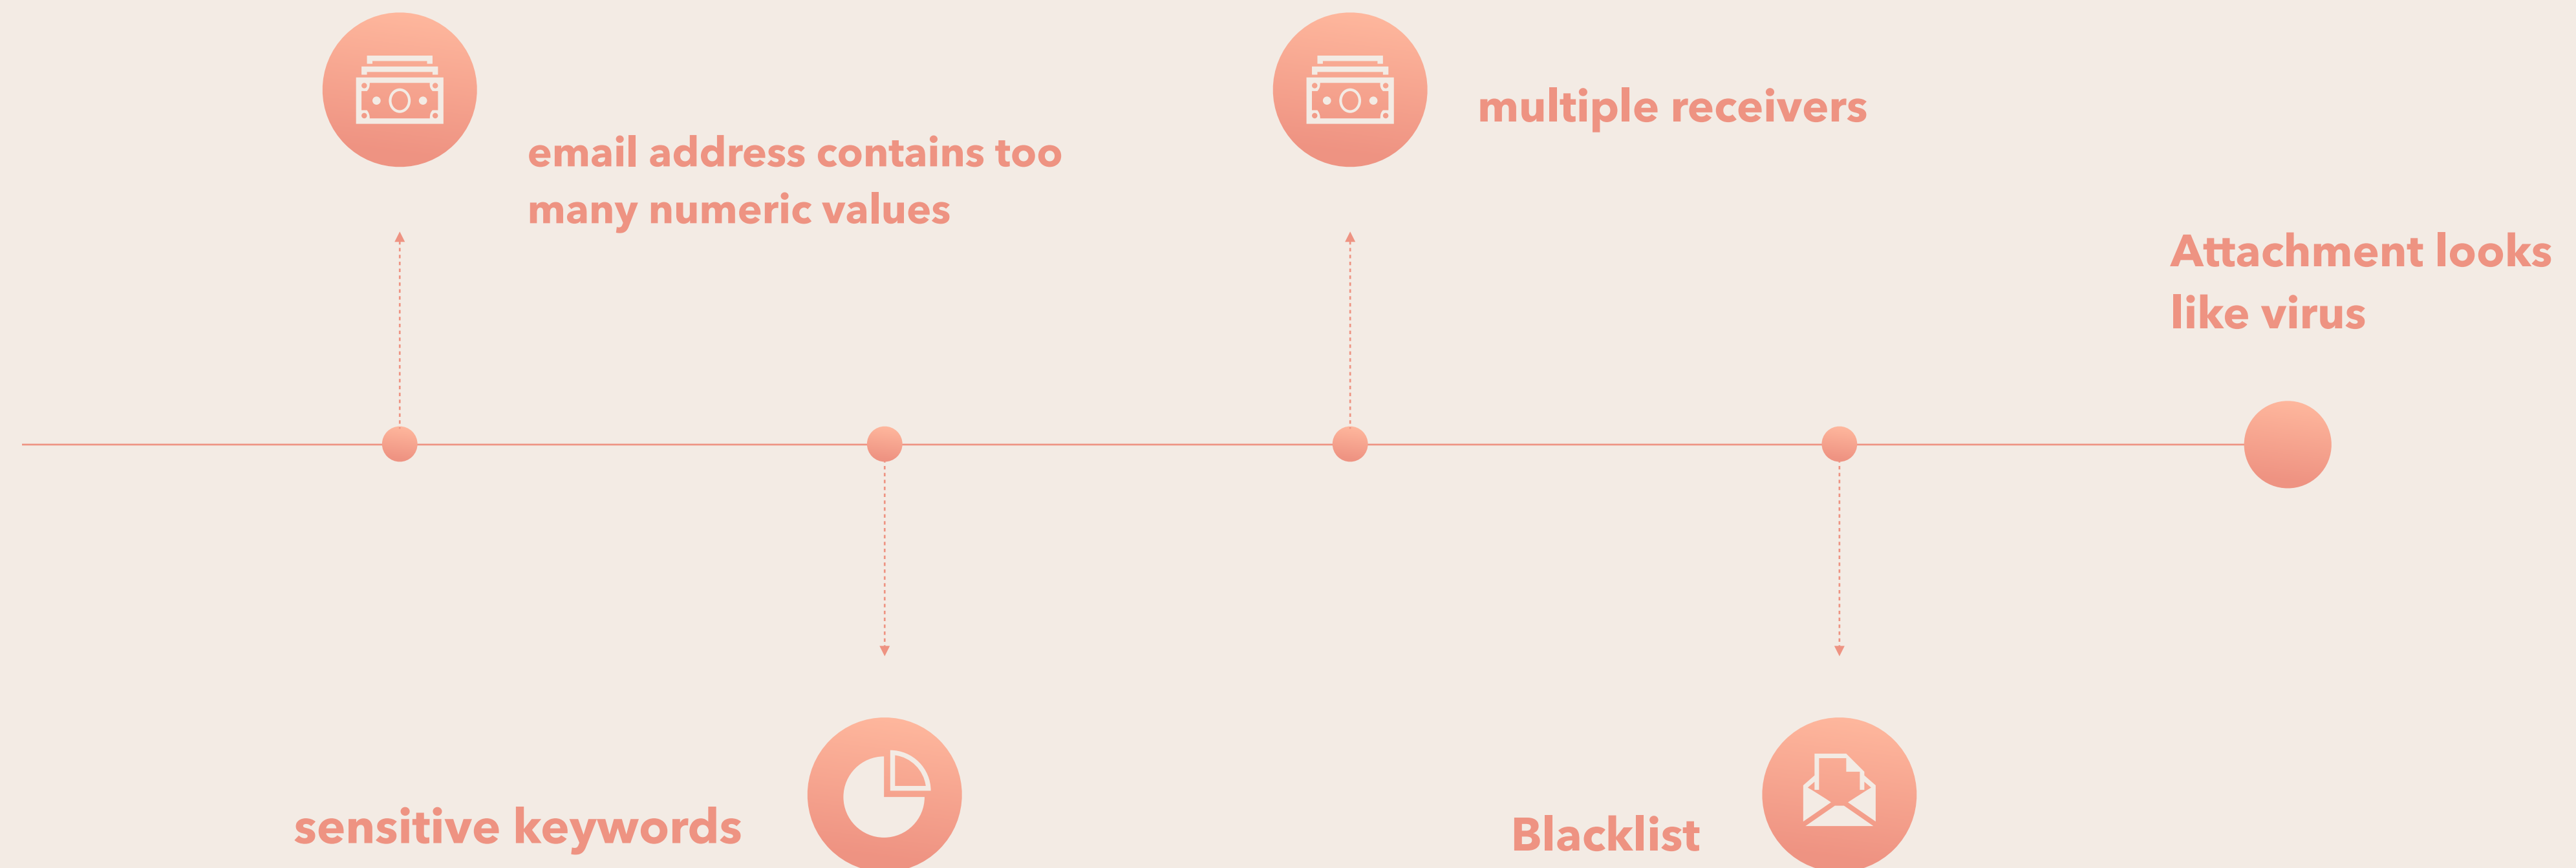 email address contains too
many numeric values
sensitive keywords
multiple receivers
Blacklist
Attachment looks
like virus